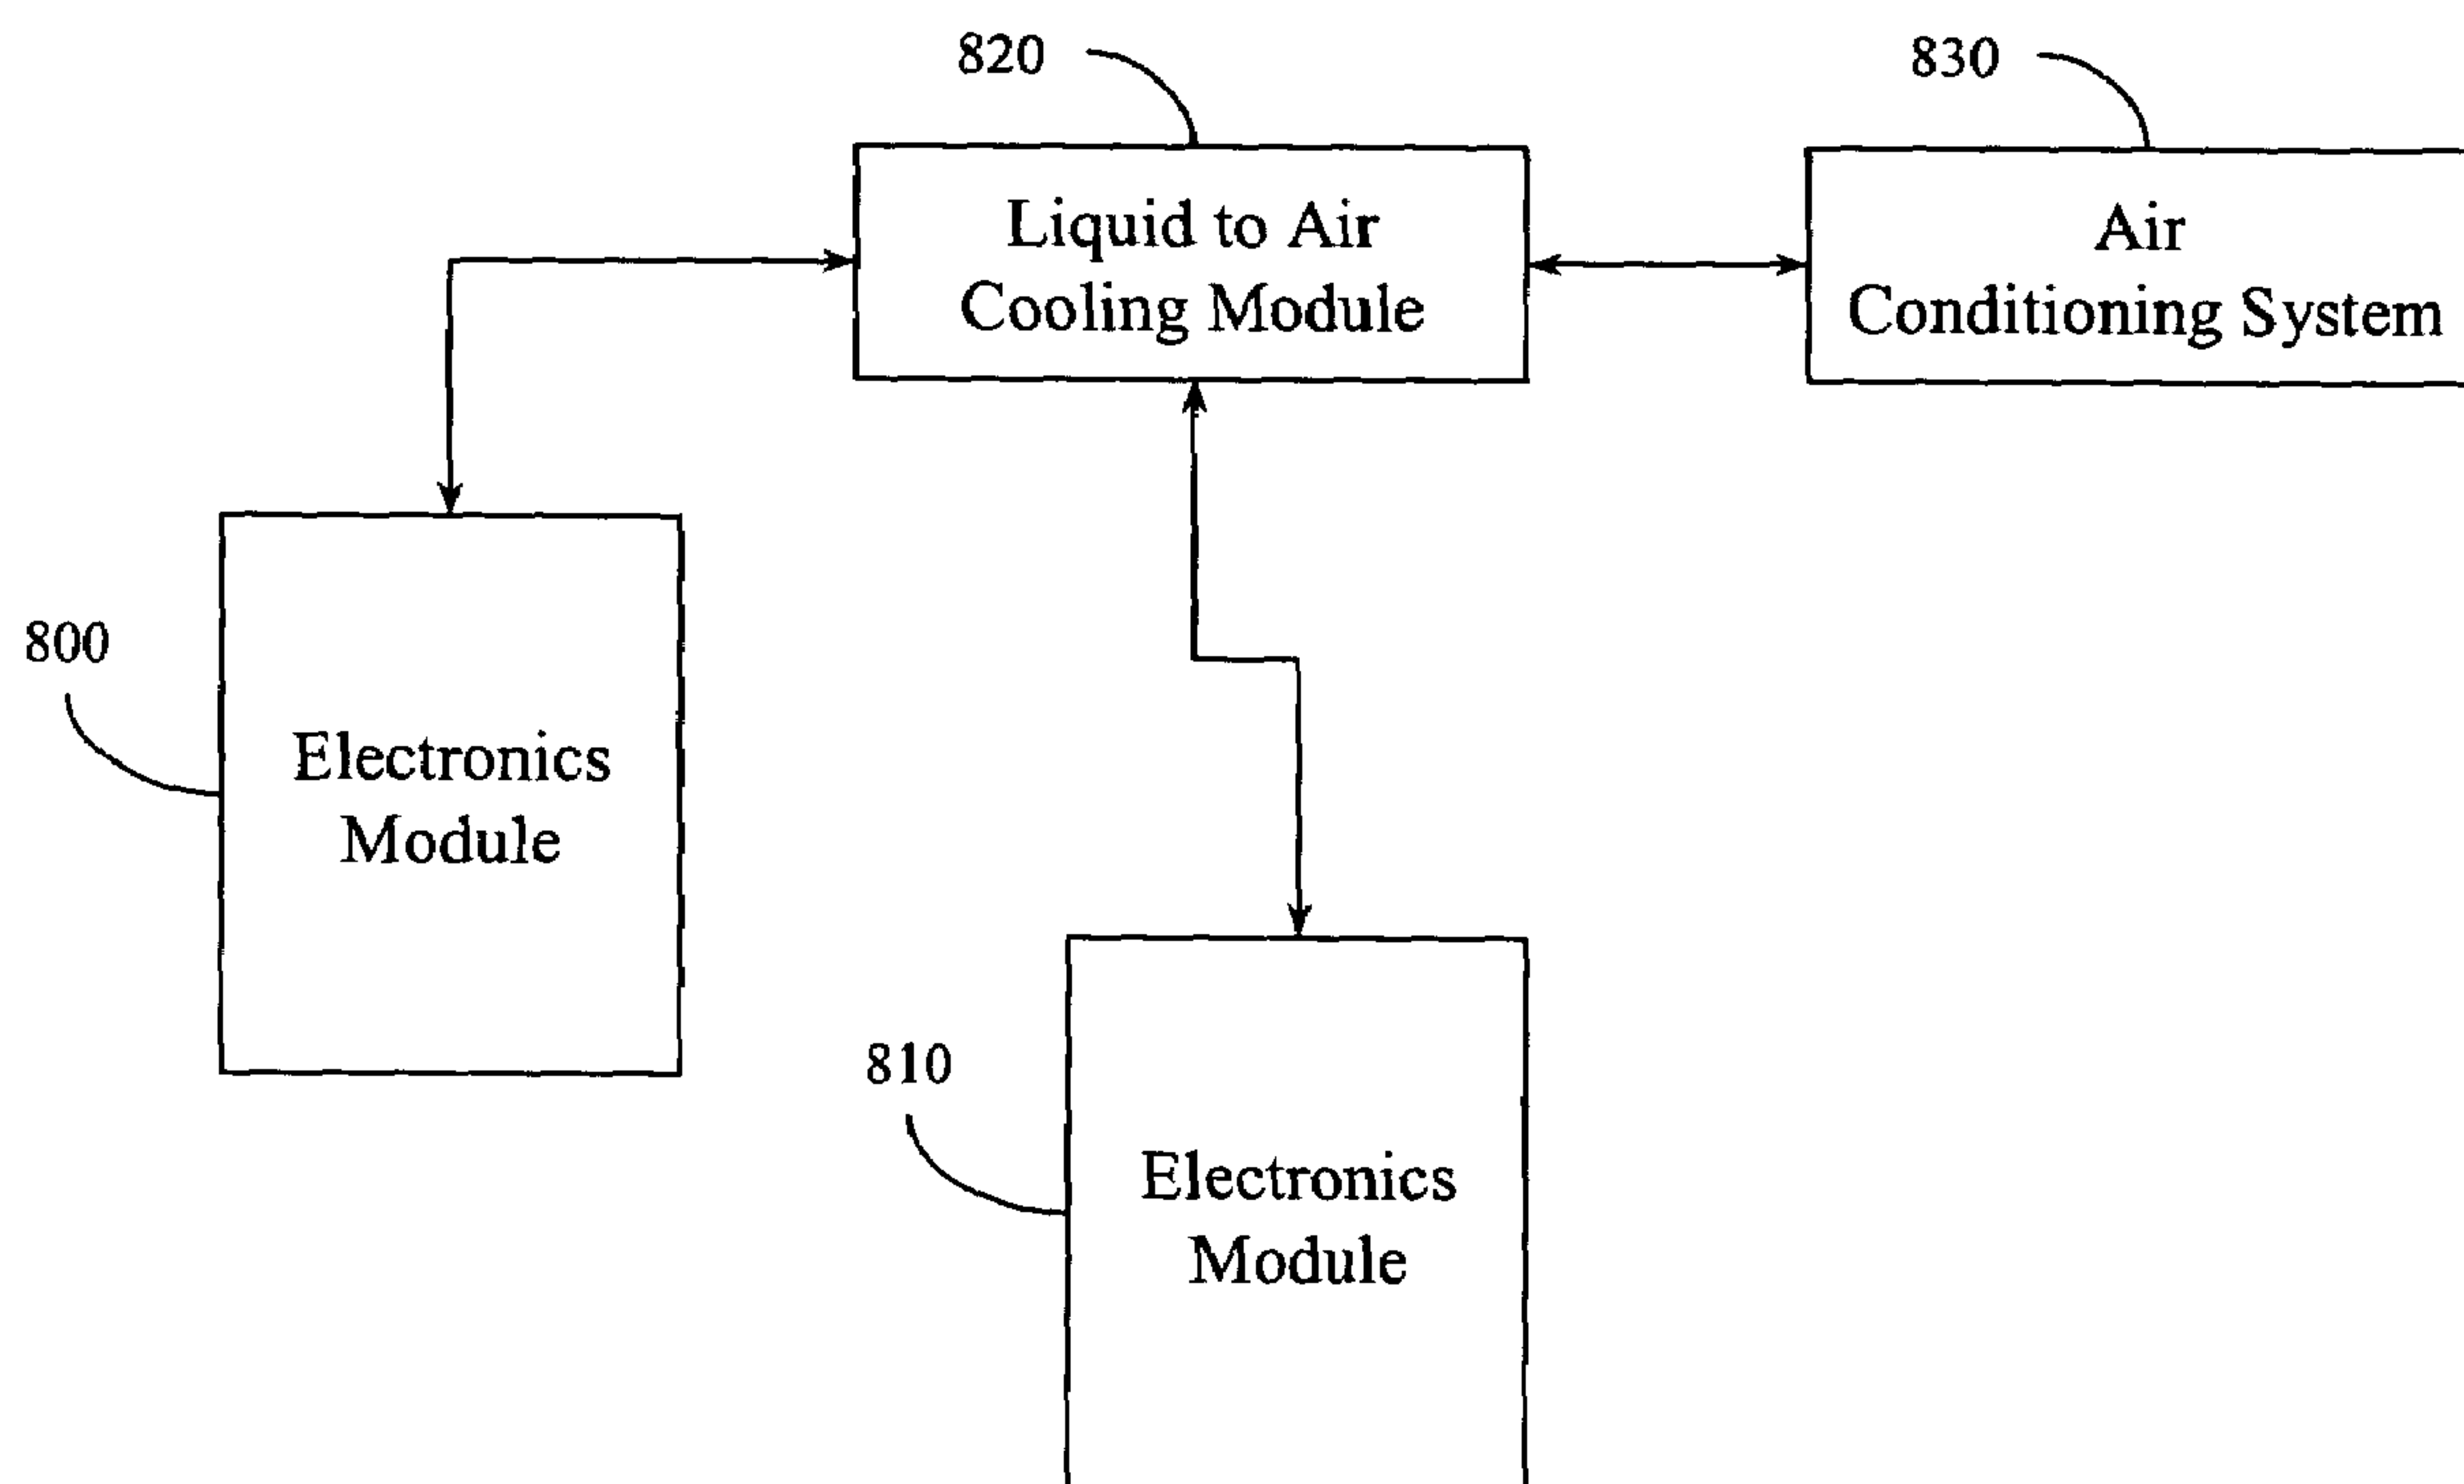 820
830
Liquid to Air
Cooling Module
Air
Conditioning System
800
Electronics
Module
810
Electronics
Module